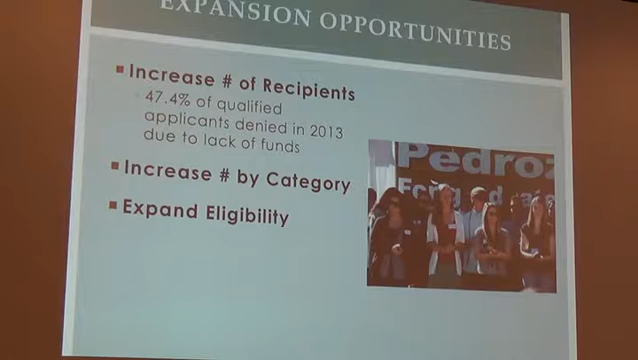 EXPANSION OPPORTUNITIES
Increase # of Recipients
47.4% of qualified
applicants denied in 2013
due to lack of funds
Increase # by Category
Expand Eligibility
Pedroz